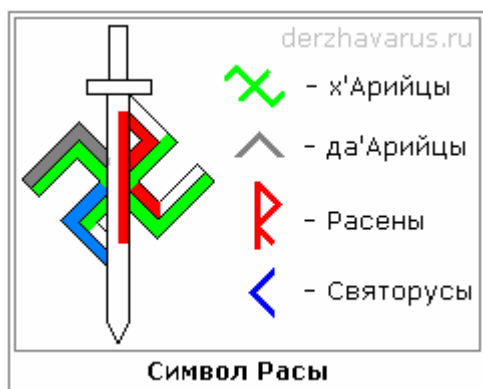 derzhavarus.ru
- х'Арийцы
- да'Арийцы
- Расены
- Святорусы
Символ Расы